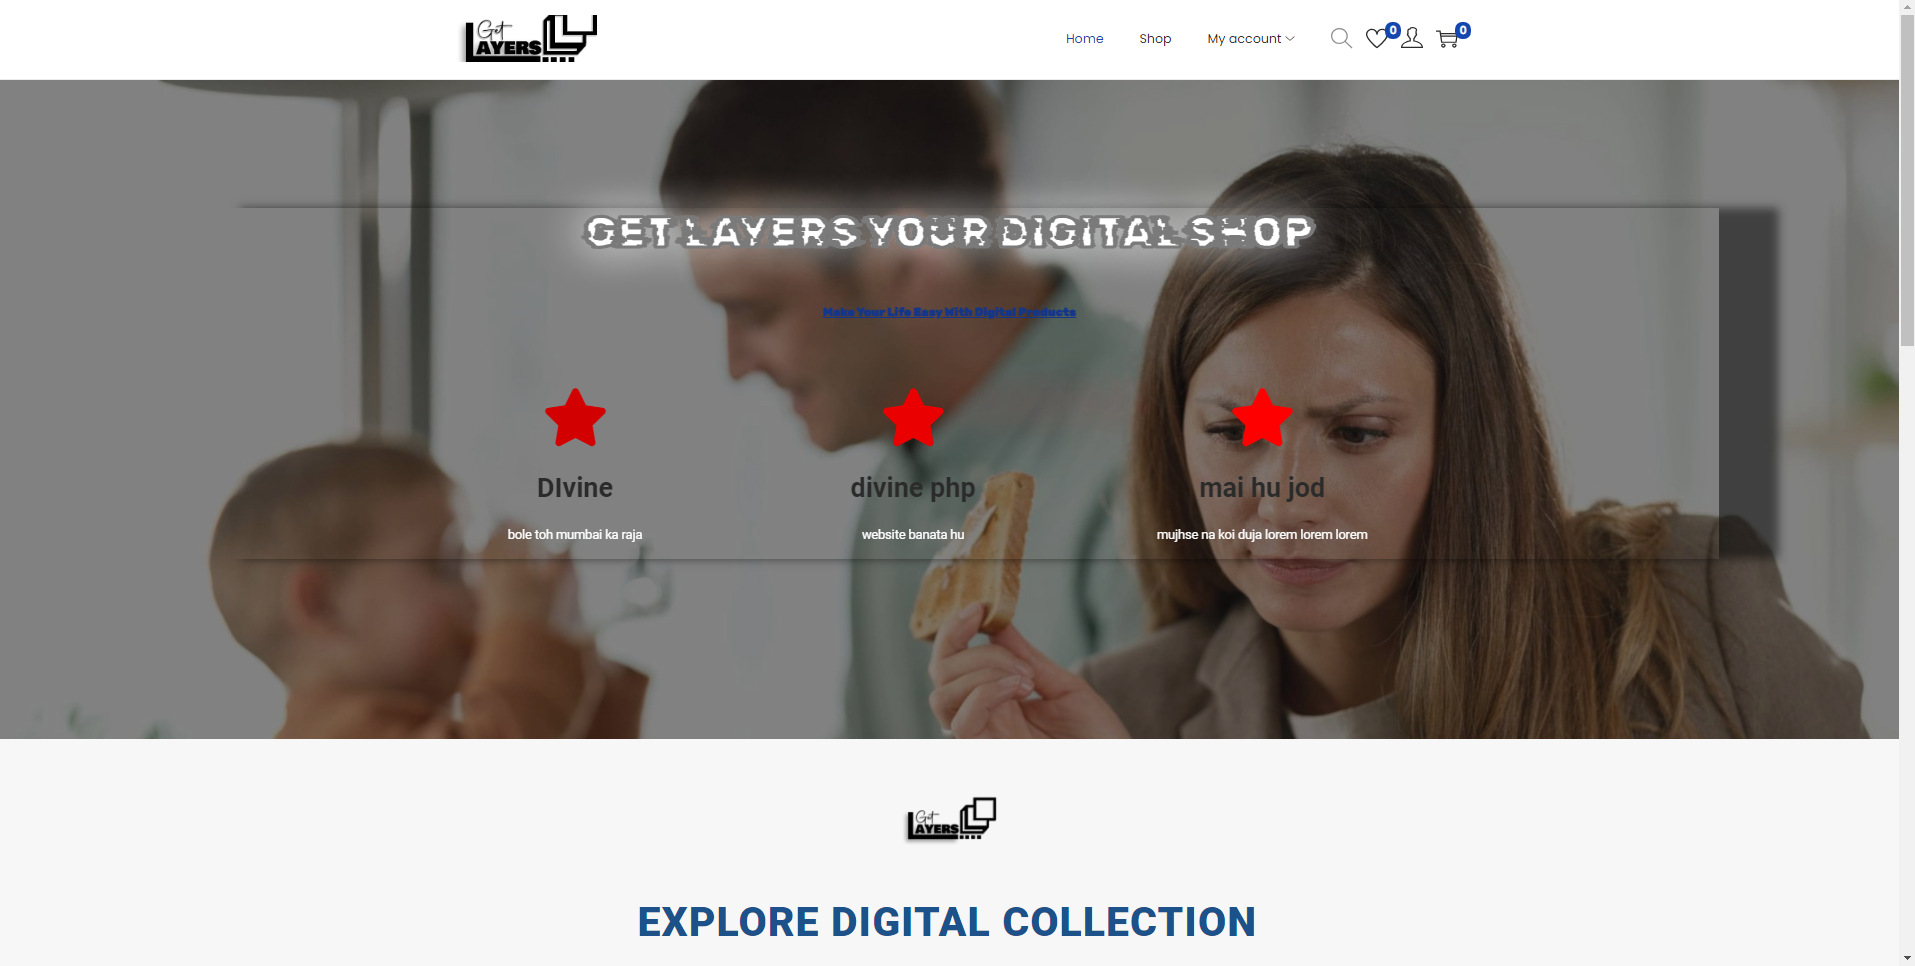 Get
LAYERS
Home
Shop
My account
0
0
GET LAYERS YOUR DIGITAL SHOP
Make Your Life Easy With Digital Products
DIvine
divine php
mai hu jod
bole toh mumbai ka raja
website banata hu
mujhse na koi duja lorem lorem lorem
Get
LAYERS
EXPLORE DIGITAL COLLECTION